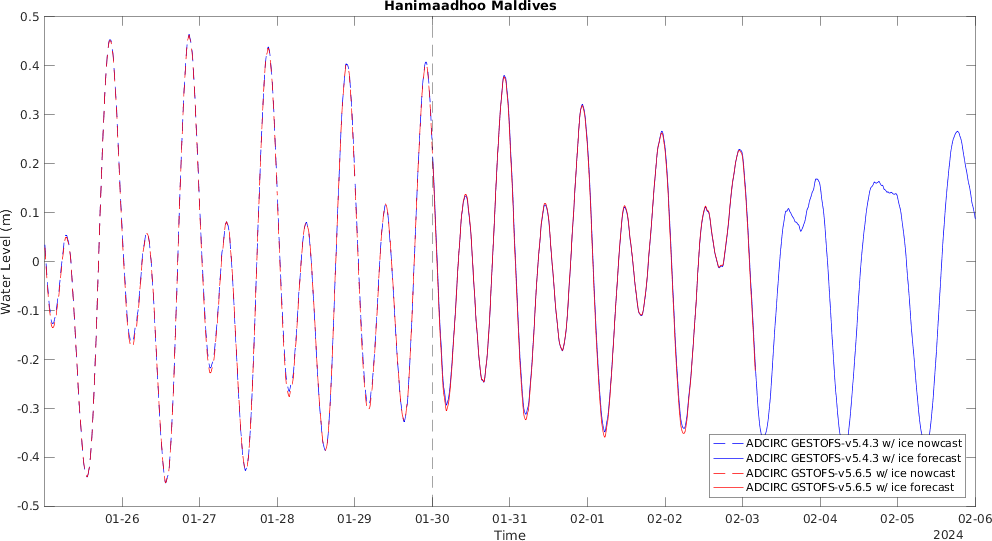 Hanimaadhoo Maldives
0.5
0.4
0.3
0.2
0.1
0
-0.1
-0.2
-0.3
-0.4
-0.5
Water Level (m)
ADCIRC GESTOFS-v5.4.3 w/ ice nowcast
ADCIRC GESTOFS-v5.4.3 w/ ice forecast
ADCIRC GSTOFS-v5.6.5 w/ ice nowcast
ADCIRC GSTOFS-v5.6.5 w/ ice forecast
01-26 01-27 01-28 01-29 01-30 01-31 02-01 02-02 02-03 02-04 02-05 02-06
Time
2024